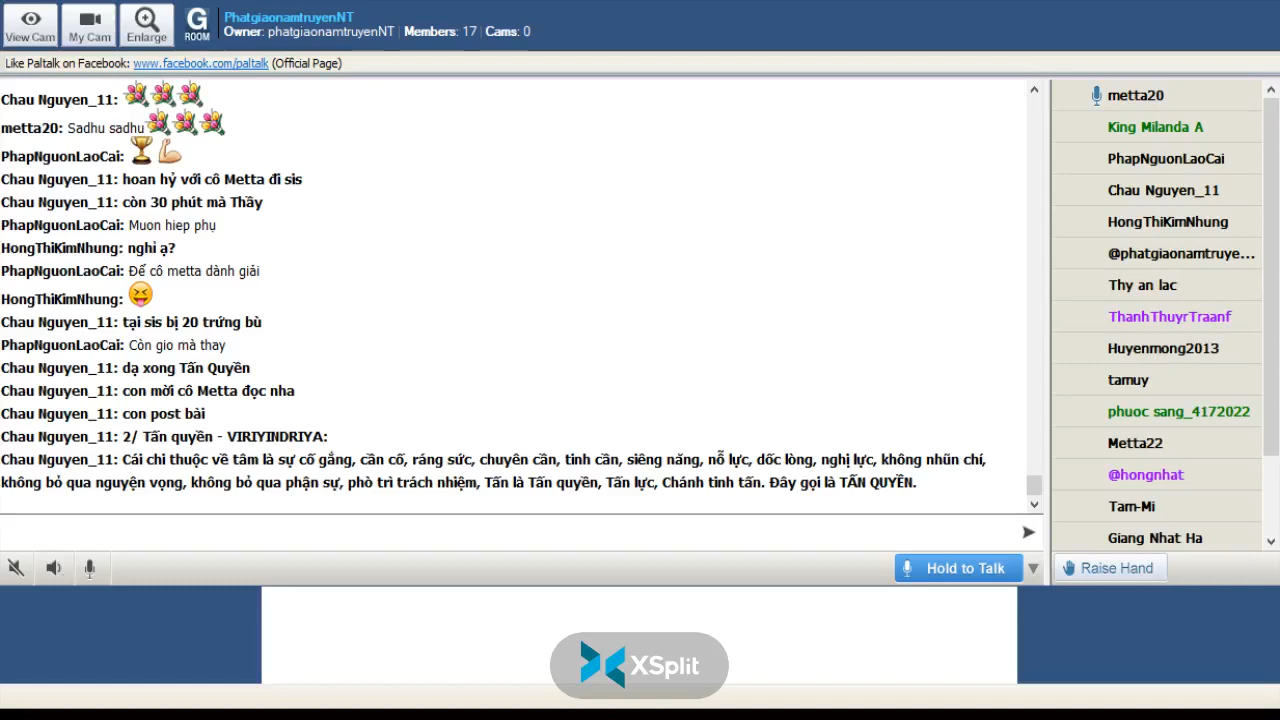 View Cam
My Cam
Enlarge
G
ROOM
PhatgiaonamtruyenNT
Owner: phatgiaonamtruyenNT Members: 17 Cams: 0
Like Paltalk on Facebook: www.facebook.com/paltalk (Official Page)
Chau Nguyen_11:
metta20: Sadhu sadhu
PhapNguonLaoCai:
Chau Nguyen_11: hoan hỷ với cô Metta đi sis
Chau Nguyen_11: còn 30 phút mà Thầy
PhapNguonLaoCai: Muon hiep phụ
HongThiKimNhung: nghỉ ạ?
PhapNguonLaoCai: Để cô metta dành giải
HongThiKimNhung:
Chau Nguyen_11: tại sis bị 20 trứng bù
PhapNguonLaoCai: Còn gio mà thay
Chau Nguyen_11: dạ xong Tấn Quyền
Chau Nguyen_11: con mời cô Metta đọc nha
Chau Nguyen_11: con post bài
Chau Nguyen_11: 2/ Tấn quyền - VIRIYINDRIYA:
Chau Nguyen_11: Cái chi thuộc về tâm là sự cố gắng, cần cố, ráng sức, chuyên cần, tinh cần, siêng năng, nỗ lực, dốc lòng, nghị lực, không nhũn chí,
không bỏ qua nguyện vọng, không bỏ qua phận sự, phò trì trách nhiệm, Tấn là Tấn quyền, Tấn lực, Chánh tinh tấn. Đây gọi là TẤN QUYỀN.
metta20
King Milanda A
PhapNguonLaoCai
Chau Nguyen_11
HongThiKimNhung
@phatgiaonamtruye...
Thy an lac
ThanhThuyrTraanf
Huyenmong2013
tamuy
phuoc sang_4172022
Metta22
@hongnhat
Tam-Mi
Giang Nhat Ha
Hold to Talk
Raise Hand
XSplit